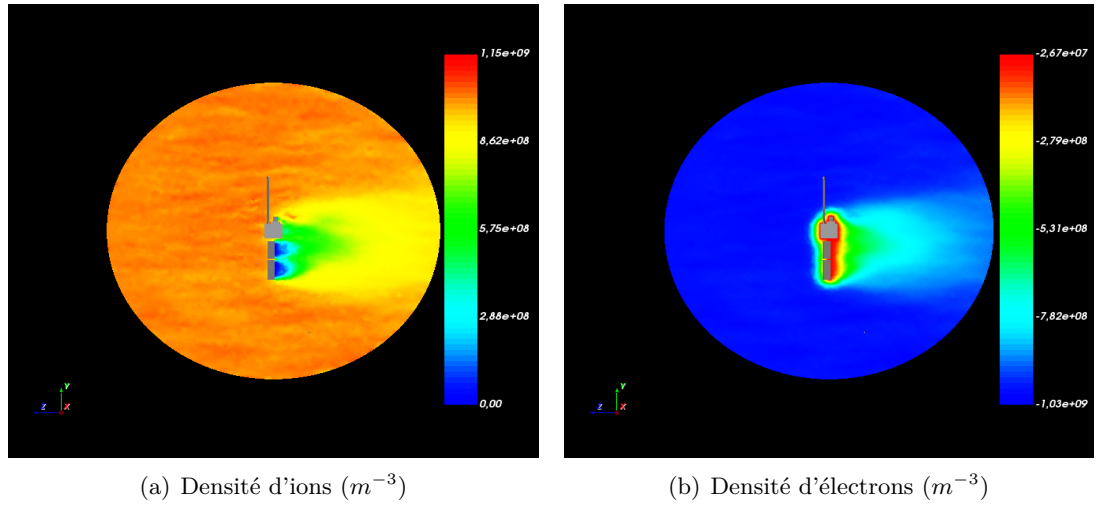 1,15e+09
8,62e+08
5,75e+08
2,88e+08
0,00
Y
Z
X
(a) Densité d'ions (m⁻³)
-2,67e+07
-2,79e+08
-5,31e+08
-7,82e+08
-1,03e+09
Y
Z
X
(b) Densité d'électrons (m⁻³)